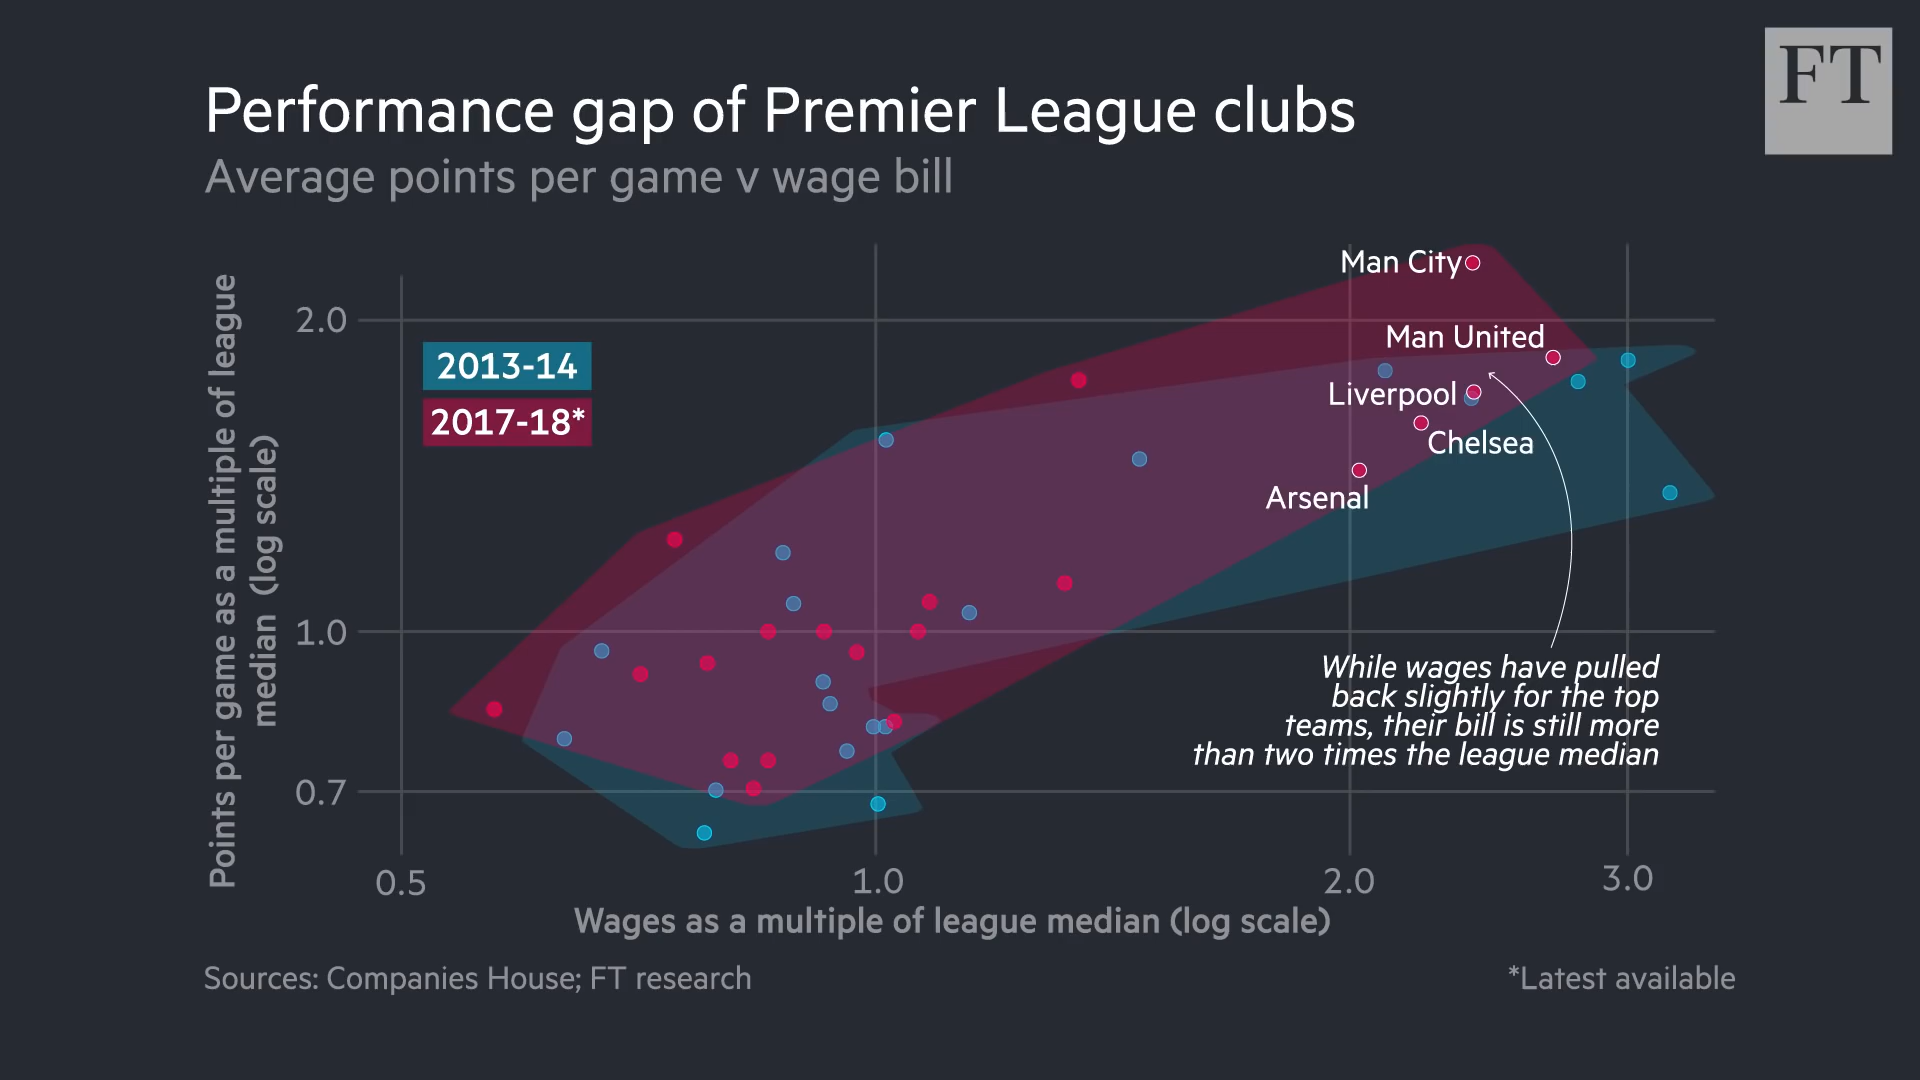 FT
Performance gap of Premier League clubs
Average points per game v wage bill
Points per game as a multiple of league
median (log scale)
2.0
1.0
0.7
2013-14
2017-18*
Man City
Man United
Liverpool
Chelsea
Arsenal
While wages have pulled
back slightly for the top
teams, their bill is still more
than two times the league median
0.5
1.0
2.0
3.0
Wages as a multiple of league median (log scale)
Sources: Companies House; FT research
*Latest available